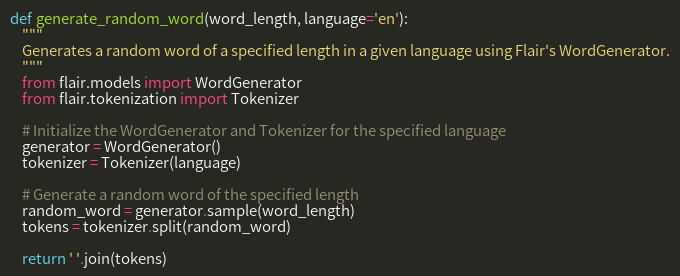 def generate_random_word(word_length, language='en'):
    """
    Generates a random word of a specified length in a given language using Flair's WordGenerator.
    """
    from flair.models import WordGenerator
    from flair.tokenization import Tokenizer

    # Initialize the WordGenerator and Tokenizer for the specified language
    generator = WordGenerator()
    tokenizer = Tokenizer(language)

    # Generate a random word of the specified length
    random_word = generator.sample(word_length)
    tokens = tokenizer.split(random_word)

    return ' '.join(tokens)